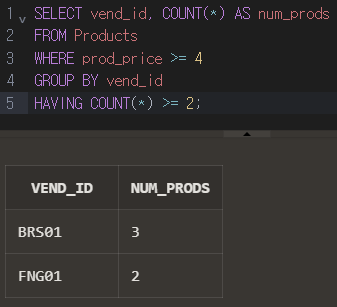 1 SELECT vend_id, COUNT(*) AS num_prods
2 FROM Products
3 WHERE prod_price >= 4
4 GROUP BY vend_id
5 HAVING COUNT(*) >= 2;
VEND_ID NUM_PRODS
BRS01 3
FNG01 2